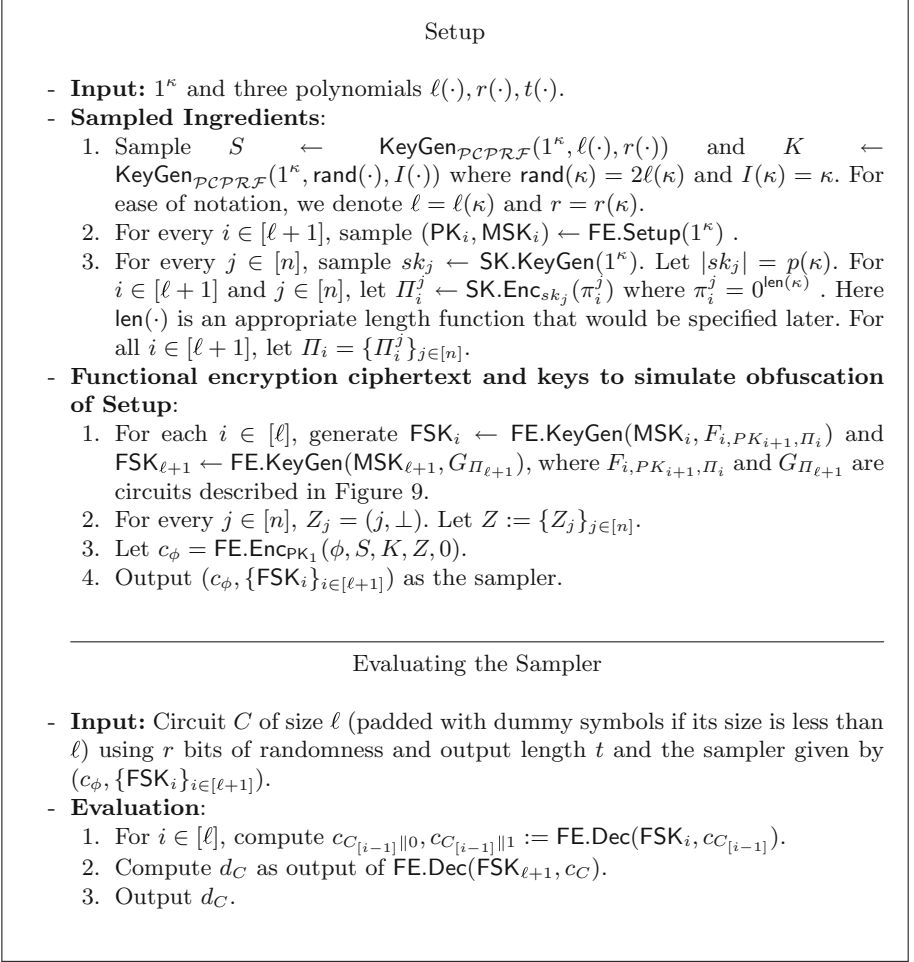 Setup
- Input: 1^κ and three polynomials ℓ(·), r(·), t(·).
- Sampled Ingredients:
1. Sample S ← KeyGen_{PCPRF}(1^κ, ℓ(·), r(·)) and K ←
KeyGen_{PCPRF}(1^κ, rand(·), I(·)) where rand(κ) = 2ℓ(κ) and I(κ) = κ. For
ease of notation, we denote ℓ = ℓ(κ) and r = r(κ).
2. For every i ∈ [ℓ + 1], sample (PK_i, MSK_i) ← FE.Setup(1^κ) .
3. For every j ∈ [n], sample sk_j ← SK.KeyGen(1^κ). Let |sk_j| = p(κ). For
i ∈ [ℓ + 1] and j ∈ [n], let Π_i^j ← SK.Enc_{sk_j}(π_i^j) where π_i^j = 0^{len(κ)} . Here
len(·) is an appropriate length function that would be specified later. For
all i ∈ [ℓ + 1], let Π_i = {Π_i^j}_{j∈[n]}.
- Functional encryption ciphertext and keys to simulate obfuscation
of Setup:
1. For each i ∈ [ℓ], generate FSK_i ← FE.KeyGen(MSK_i, F_{i,PK_{i+1},Π_i}) and
FSK_{ℓ+1} ← FE.KeyGen(MSK_{ℓ+1}, G_{Π_{ℓ+1}}), where F_{i,PK_{i+1},Π_i} and G_{Π_{ℓ+1}} are
circuits described in Figure 9.
2. For every j ∈ [n], Z_j = (j, ⊥). Let Z := {Z_j}_{j∈[n]}.
3. Let c_ϕ = FE.Enc_{PK_1}(ϕ, S, K, Z, 0).
4. Output (c_ϕ, {FSK_i}_{i∈[ℓ+1]}) as the sampler.
Evaluating the Sampler
- Input: Circuit C of size ℓ (padded with dummy symbols if its size is less than
ℓ) using r bits of randomness and output length t and the sampler given by
(c_ϕ, {FSK_i}_{i∈[ℓ+1]}).
- Evaluation:
1. For i ∈ [ℓ], compute c_{C_{[i−1]}∥0}, c_{C_{[i−1]}∥1} := FE.Dec(FSK_i, c_{C_{[i−1]}}).
2. Compute d_C as output of FE.Dec(FSK_{ℓ+1}, c_C).
3. Output d_C.